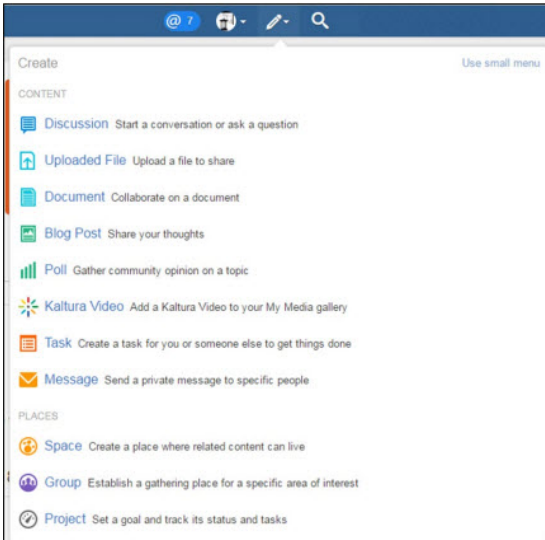 @ 7
Create Use small menu
CONTENT
Discussion Start a conversation or ask a question
Uploaded File Upload a file to share
Document Collaborate on a document
Blog Post Share your thoughts
Poll Gather community opinion on a topic
Kaltura Video Add a Kaltura Video to your My Media gallery
Task Create a task for you or someone else to get things done
Message Send a private message to specific people
PLACES
Space Create a place where related content can live
Group Establish a gathering place for a specific area of interest
Project Set a goal and track its status and tasks